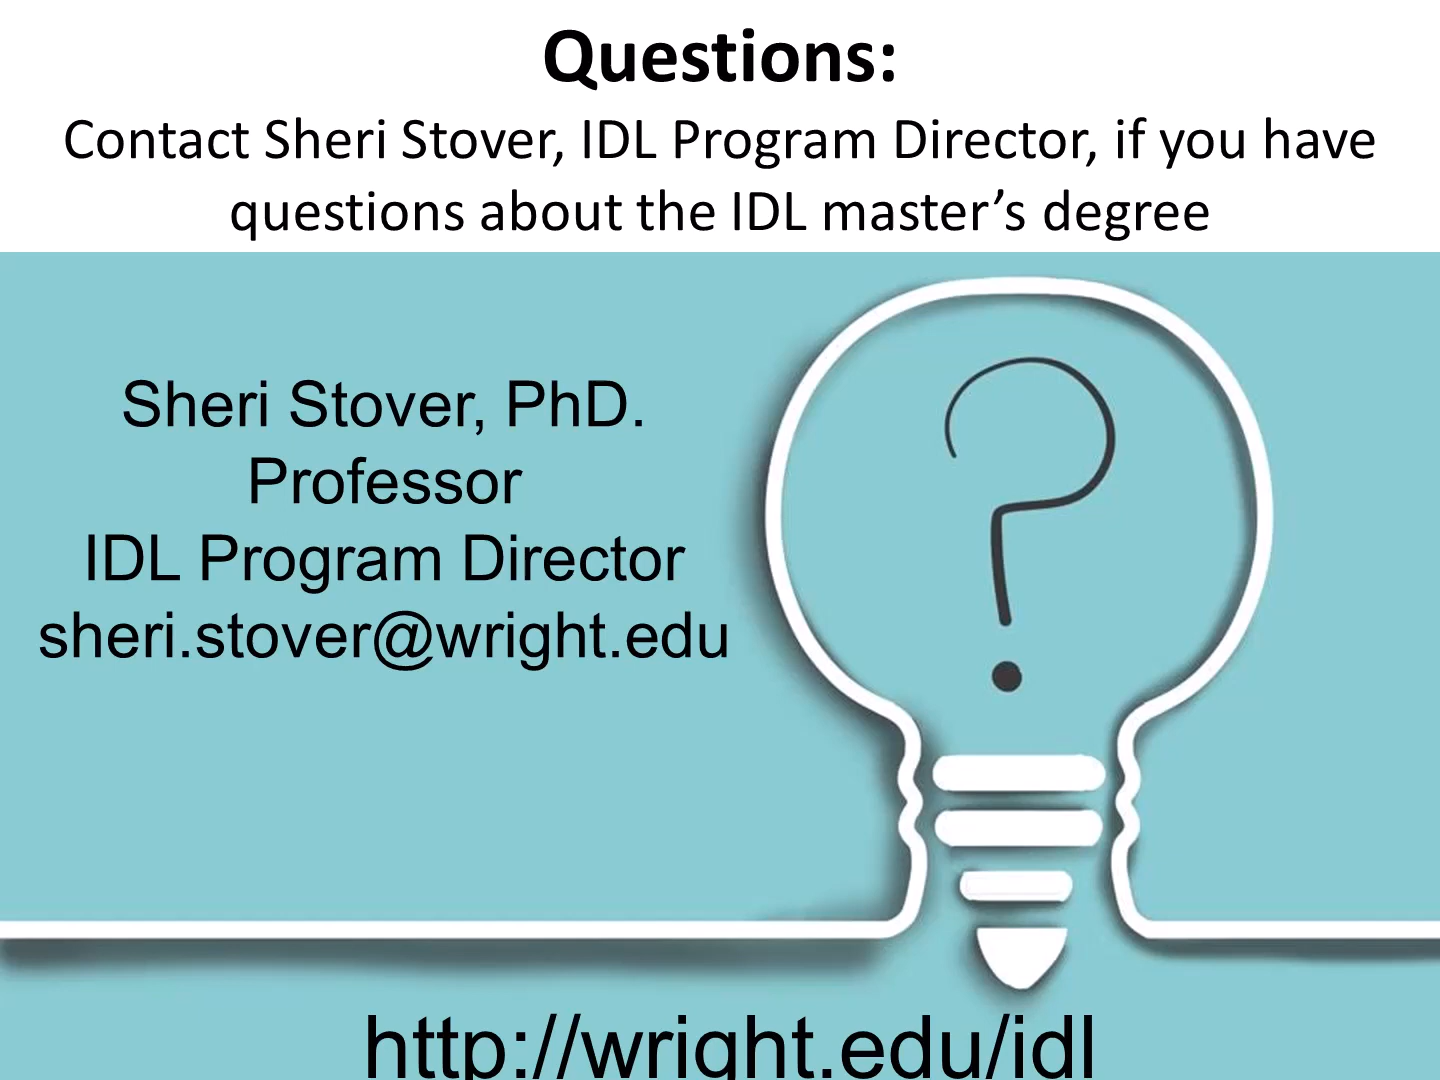 Questions:
Contact Sheri Stover, IDL Program Director, if you have
questions about the IDL master’s degree
Sheri Stover, PhD.
Professor
IDL Program Director
sheri.stover@wright.edu
http://wright.edu/idl